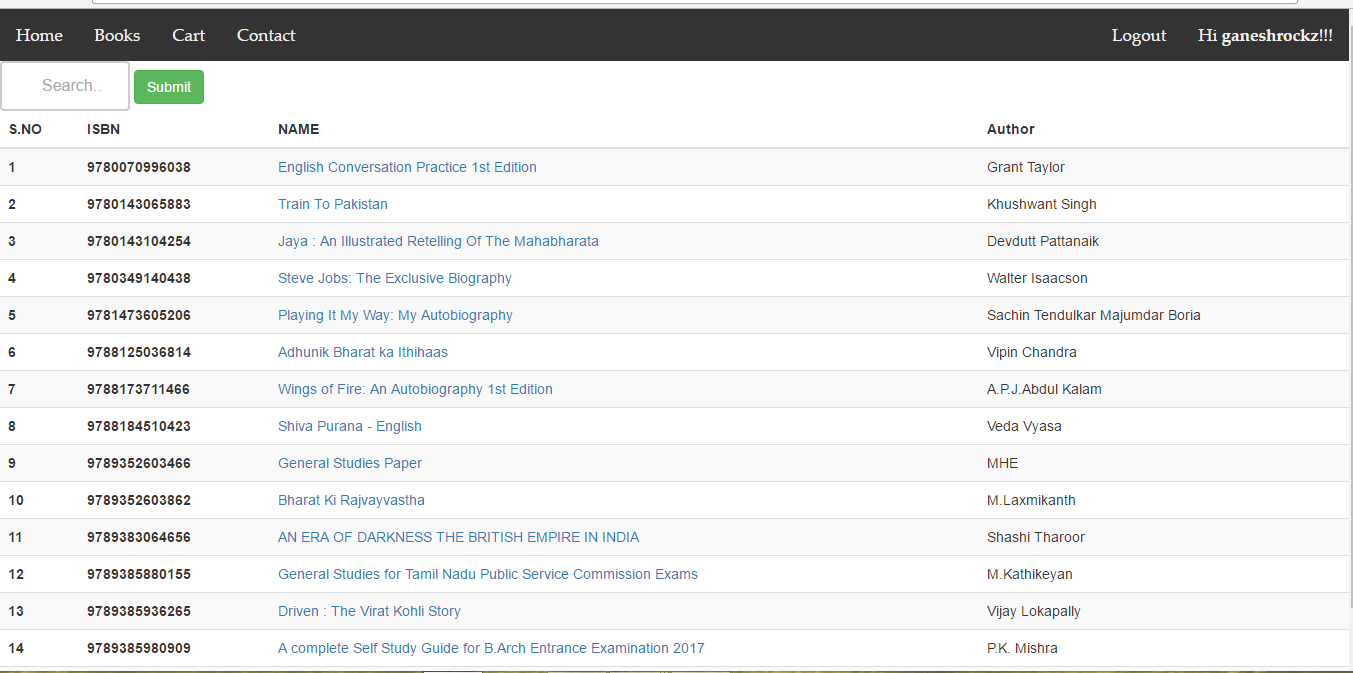 Home Books Cart Contact Logout Hi ganeshrockz!!!
Search.. Submit
S.NO ISBN NAME Author
1 9780070996038 English Conversation Practice 1st Edition Grant Taylor
2 9780143065883 Train To Pakistan Khushwant Singh
3 9780143104254 Jaya : An Illustrated Retelling Of The Mahabharata Devdutt Pattanaik
4 9780349140438 Steve Jobs: The Exclusive Biography Walter Isaacson
5 9781473605206 Playing It My Way: My Autobiography Sachin Tendulkar Majumdar Boria
6 9788125036814 Adhunik Bharat ka Ithihaas Vipin Chandra
7 9788173711466 Wings of Fire: An Autobiography 1st Edition A.P.J.Abdul Kalam
8 9788184510423 Shiva Purana - English Veda Vyasa
9 9789352603466 General Studies Paper MHE
10 9789352603862 Bharat Ki Rajvayvastha M.Laxmikanth
11 9789383064656 AN ERA OF DARKNESS THE BRITISH EMPIRE IN INDIA Shashi Tharoor
12 9789385880155 General Studies for Tamil Nadu Public Service Commission Exams M.Kathikeyan
13 9789385936265 Driven : The Virat Kohli Story Vijay Lokapally
14 9789385980909 A complete Self Study Guide for B.Arch Entrance Examination 2017 P.K. Mishra